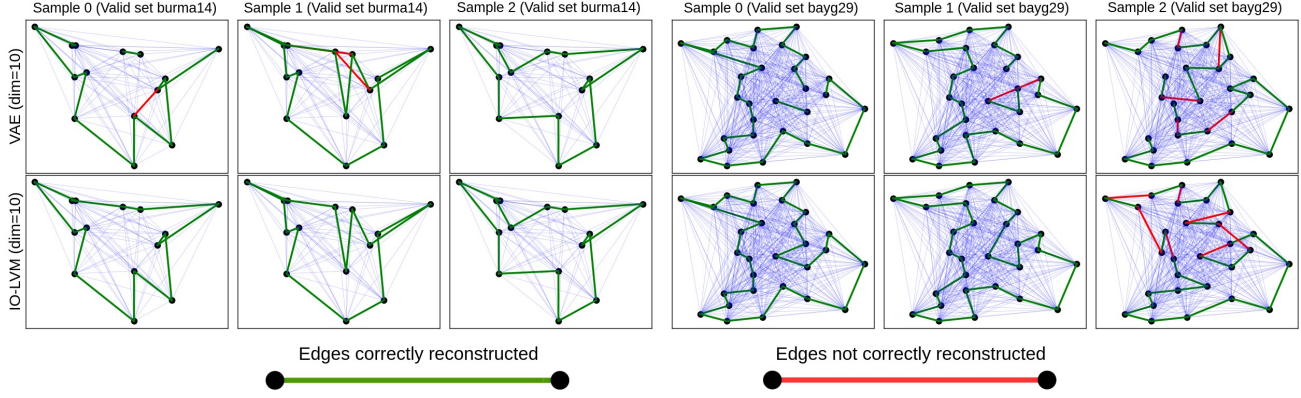 Sample 0 (Valid set burma14)
Sample 1 (Valid set burma14)
Sample 2 (Valid set burma14)
Sample 0 (Valid set bayg29)
Sample 1 (Valid set bayg29)
Sample 2 (Valid set bayg29)
VAE (dim=10)
IO-LVM (dim=10)
Edges correctly reconstructed
Edges not correctly reconstructed